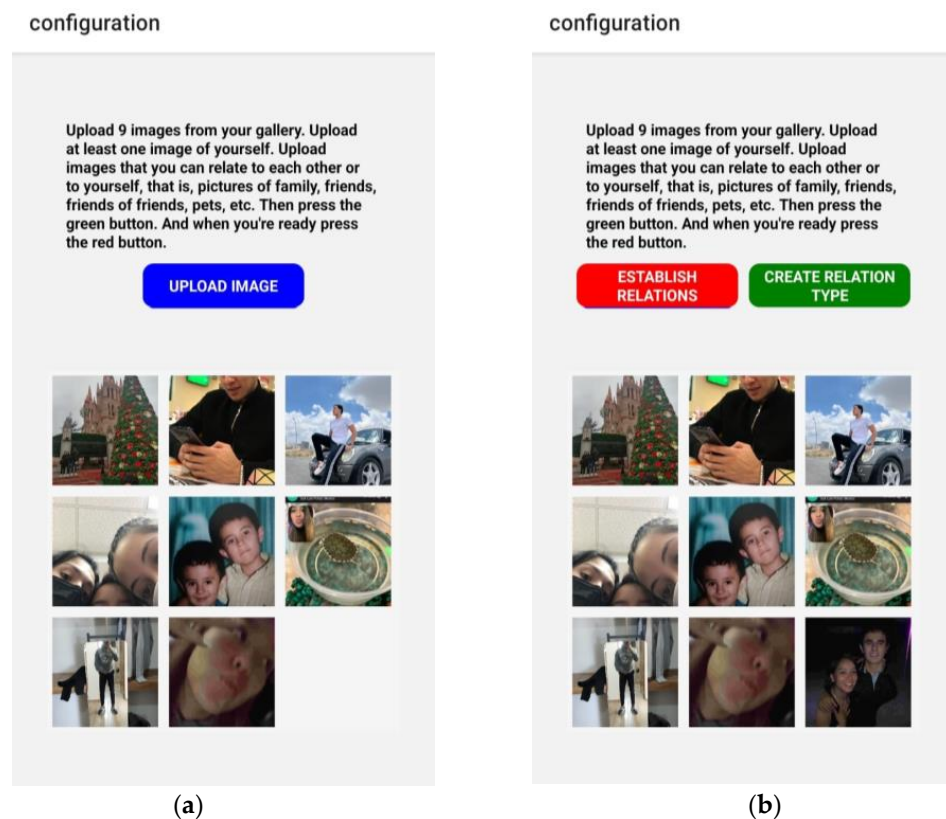 configuration
Upload 9 images from your gallery. Upload
at least one image of yourself. Upload
images that you can relate to each other or
to yourself, that is, pictures of family, friends,
friends of friends, pets, etc. Then press the
green button. And when you're ready press
the red button.
UPLOAD IMAGE
(a)
configuration
Upload 9 images from your gallery. Upload
at least one image of yourself. Upload
images that you can relate to each other or
to yourself, that is, pictures of family, friends,
friends of friends, pets, etc. Then press the
green button. And when you're ready press
the red button.
ESTABLISH
RELATIONS
CREATE RELATION
TYPE
(b)